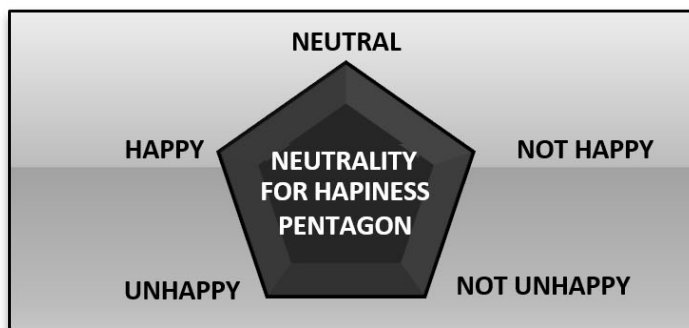 NEUTRAL
HAPPY
NOT HAPPY
NEUTRALITY
FOR HAPINESS
PENTAGON
UNHAPPY
NOT UNHAPPY